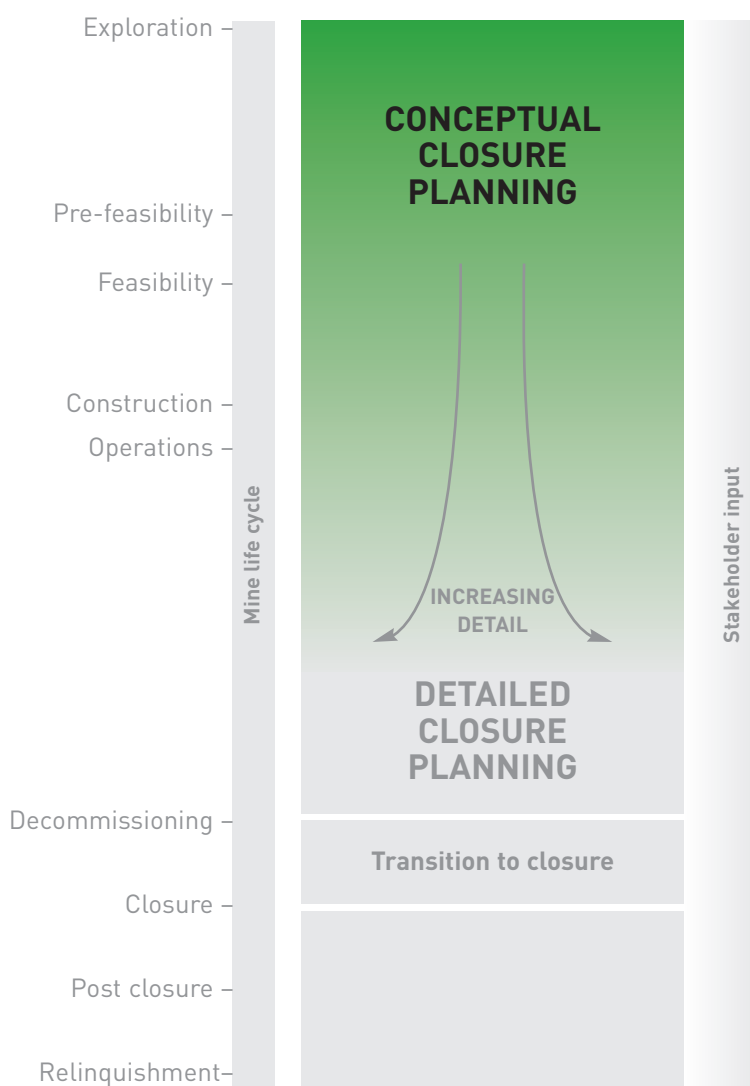 Exploration
Pre-feasibility
Feasibility
Construction
Operations
Decommissioning
Closure
Post closure
Relinquishment
Mine life cycle
CONCEPTUAL
CLOSURE
PLANNING
INCREASING
DETAIL
DETAILED
CLOSURE
PLANNING
Transition to closure
Stakeholder input